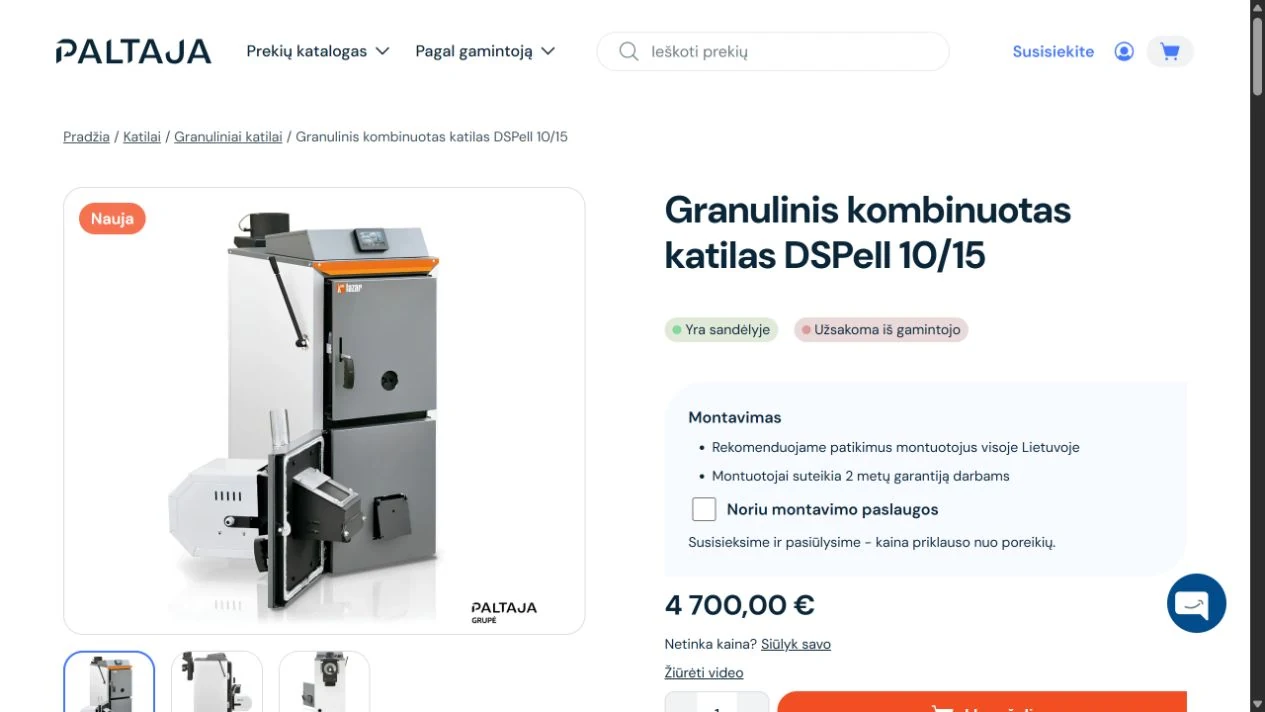 PALTAJA
Prekių katalogas
Pagal gamintoją
Ieškoti prekių
Susisiekite
Pradžia / Katilai / Granuliniai katilai / Granulinis kombinuotas katilas DSPell 10/15
Nauja
lazar
PALTAJA
GRUPĖ
Granulinis kombinuotas
katilas DSPell 10/15
Yra sandėlyje
Užsakoma iš gamintojo
Montavimas
• Rekomenduojame patikimus montuotojus visoje Lietuvoje
• Montuotojai suteikia 2 metų garantiją darbams
Noriu montavimo paslaugos
Susisieksime ir pasiūlysime - kaina priklauso nuo poreikių.
4 700,00 €
Netinka kaina? Siūlyk savo
Žiūrėti video
1